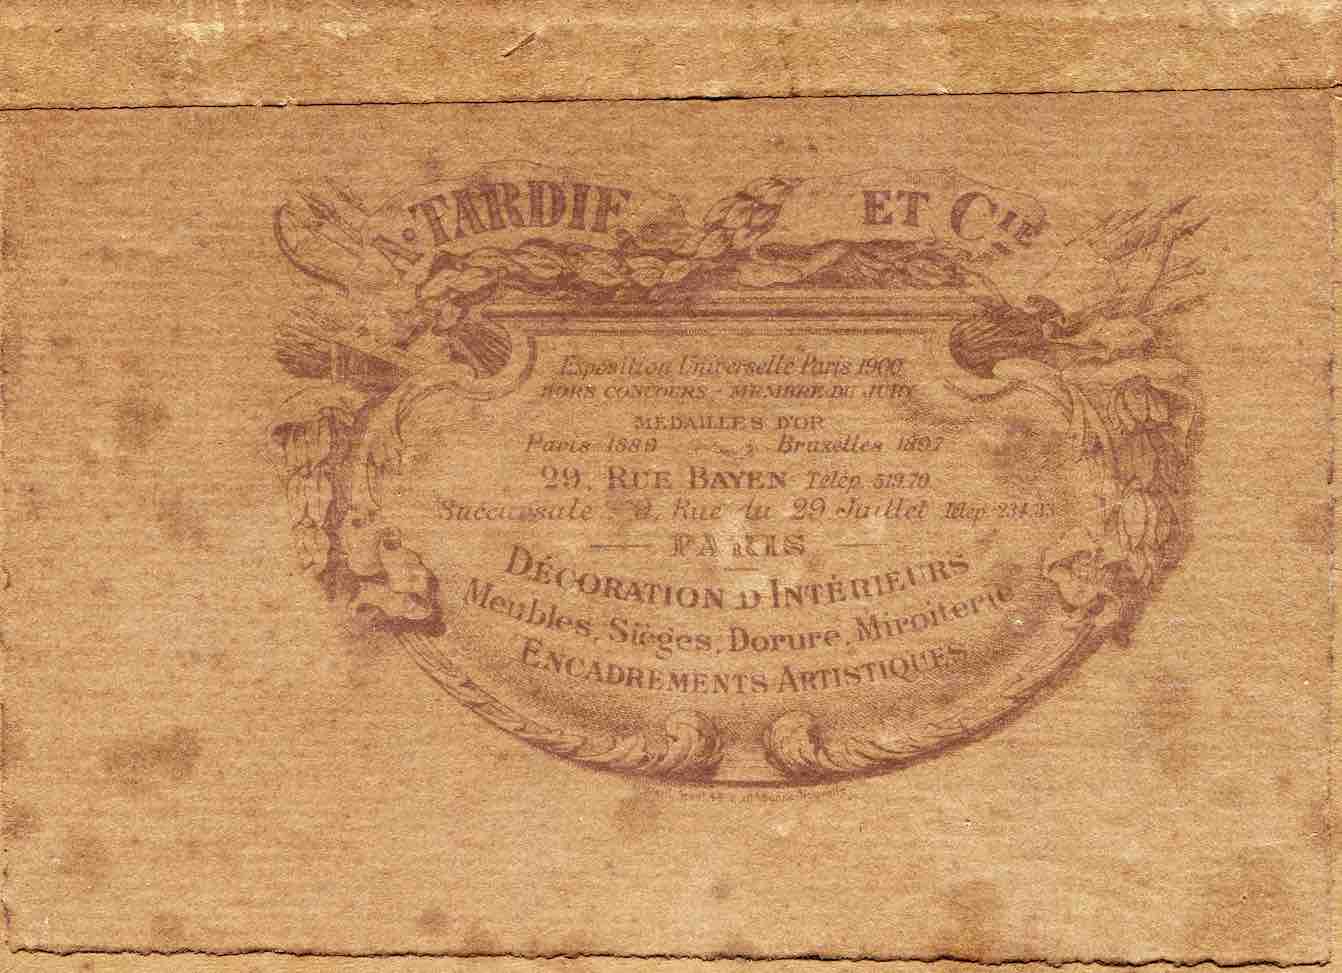 A. TARDIF ET CIE
Exposition Universelle Paris 1900
HORS CONCOURS - MEMBRE DU JURY
MÉDAILLES D'OR
Paris 1889 Bruxelles 1897
29, RUE BAYEN Télép. 519.70
Succursale Rue du 29 Juillet Télép. 234.33
PARIS
DÉCORATION D'INTÉRIEURS
Meubles, Sièges, Dorure, Miroiterie
ENCADREMENTS ARTISTIQUES